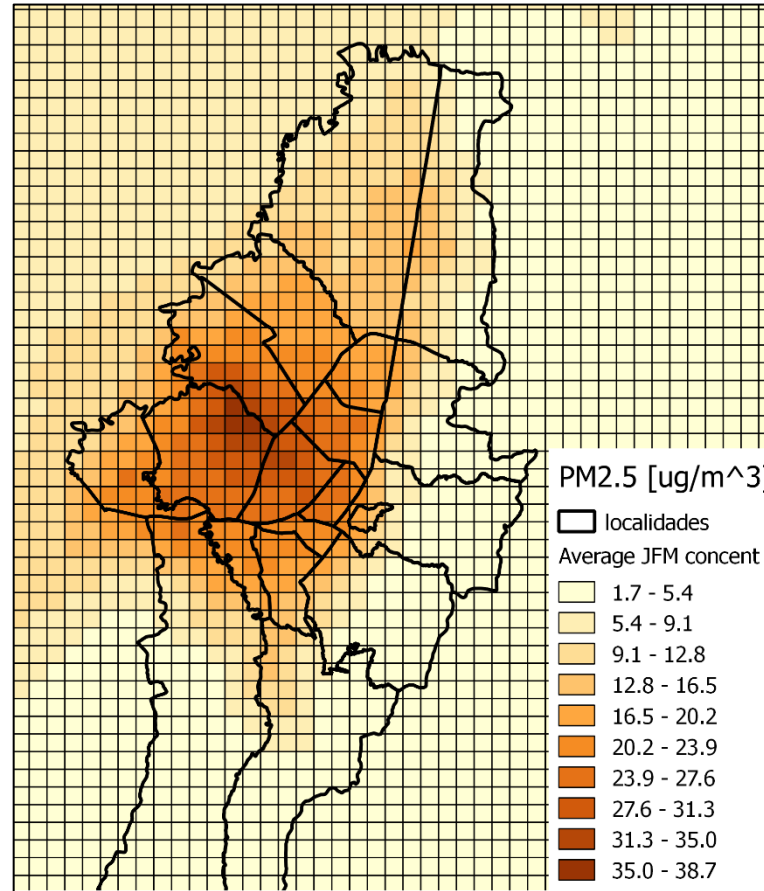 PM2.5 [ug/m^3]
localidades
Average JFM concent
1.7 - 5.4
5.4 - 9.1
9.1 - 12.8
12.8 - 16.5
16.5 - 20.2
20.2 - 23.9
23.9 - 27.6
27.6 - 31.3
31.3 - 35.0
35.0 - 38.7